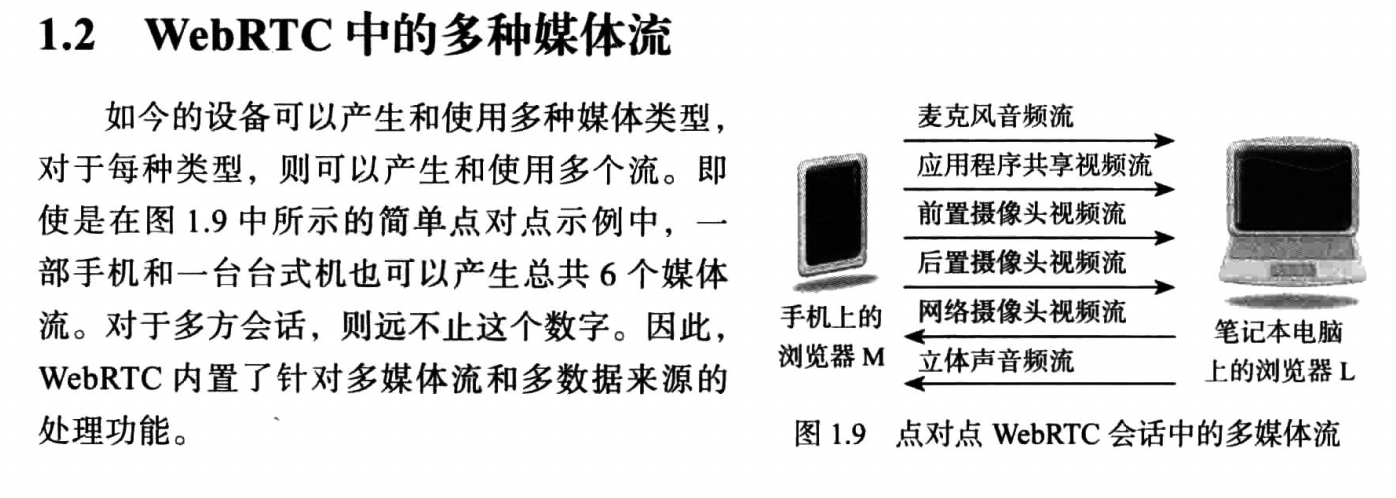 1.2 WebRTC 中的多种媒体流
如今的设备可以产生和使用多种媒体类型，
对于每种类型，则可以产生和使用多个流。即
使是在图 1.9 中所示的简单点对点示例中，一
部手机和一台台式机也可以产生总共 6 个媒体
流。对于多方会话，则远不止这个数字。因此，
WebRTC 内置了针对多媒体流和多数据来源的
处理功能。
麦克风音频流
应用程序共享视频流
前置摄像头视频流
后置摄像头视频流
网络摄像头视频流
立体声音频流
手机上的
浏览器 M
笔记本电脑
上的浏览器 L
图 1.9 点对点 WebRTC 会话中的多媒体流